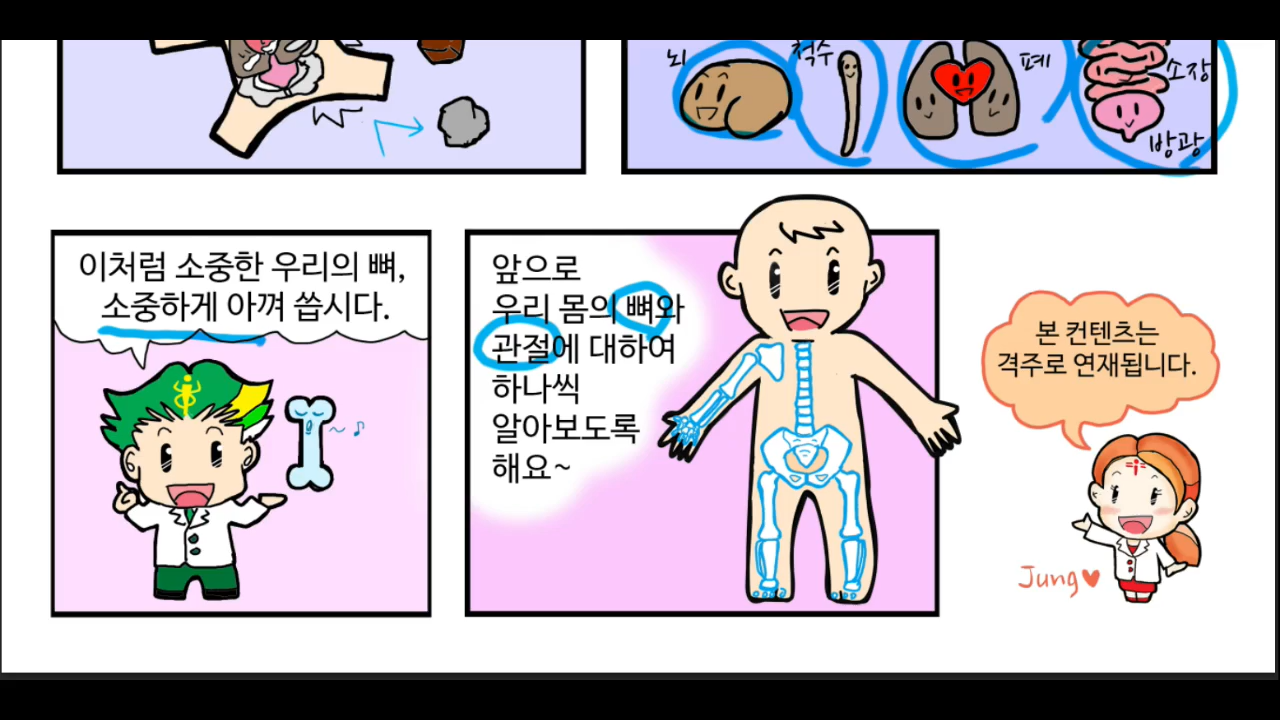 뇌
척수
폐
소장
방광
이처럼 소중한 우리의 뼈,
소중하게 아껴 씁시다.
앞으로
우리 몸의 뼈와
관절에 대하여
하나씩
알아보도록
해요~
본 컨텐츠는
격주로 연재됩니다.
Jung♥